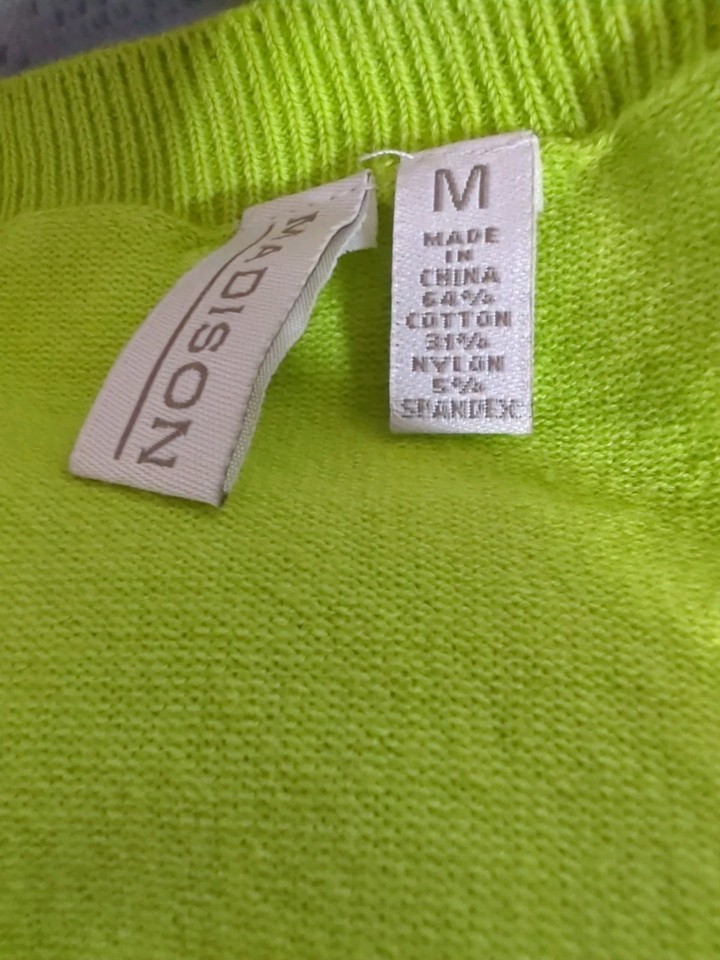 MADISON
M
MADE
IN
CHINA
64%
COTTON
31%
NYLON
5%
SPANDEX